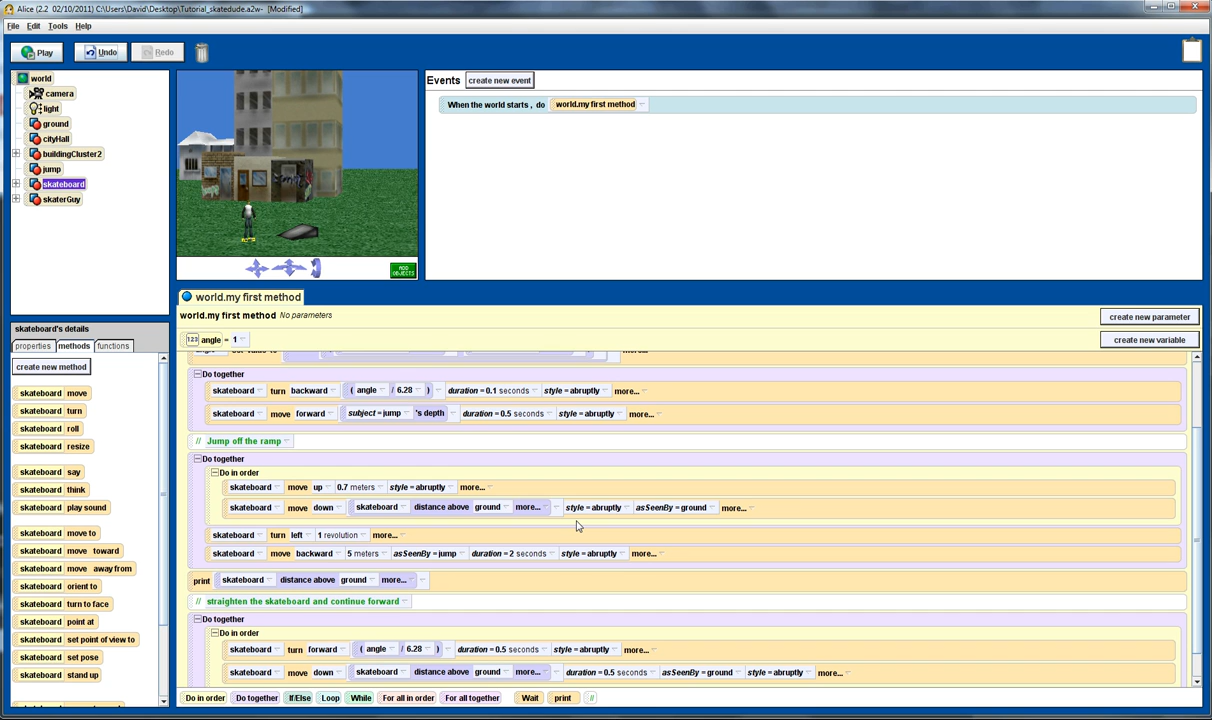 Alice (2.2 02/10/2011) C:\Users\David\Desktop\Tutorial_skatedude.a2w- [Modified]
File Edit Tools Help
Play Undo Redo
world
camera
light
ground
cityHall
buildingCluster2
jump
skateboard
skaterGuy
ADD OBJECTS
Events create new event
When the world starts , do world.my first method
skateboard's details
properties methods functions
create new method
skateboard move
skateboard turn
skateboard roll
skateboard resize
skateboard say
skateboard think
skateboard play sound
skateboard move to
skateboard move toward
skateboard move away from
skateboard orient to
skateboard turn to face
skateboard point at
skateboard set point of view to
skateboard set pose
skateboard stand up
world.my first method
world.my first method No parameters
create new parameter
123 angle = 1
create new variable
Do together
skateboard turn backward ( angle / 6.28 ) duration = 0.1 seconds style = abruptly more...
skateboard move forward subject = jump 's depth duration = 0.5 seconds style = abruptly more...
// Jump off the ramp
Do together
Do in order
skateboard move up 0.7 meters style = abruptly more...
skateboard move down skateboard distance above ground more... style = abruptly asSeenBy = ground more...
skateboard turn left 1 revolution more...
skateboard move backward 5 meters asSeenBy = jump duration = 2 seconds style = abruptly more...
print skateboard distance above ground more...
// straighten the skateboard and continue forward
Do together
Do in order
skateboard turn forward ( angle / 6.28 ) duration = 0.5 seconds style = abruptly more...
skateboard move down skateboard distance above ground more... duration = 0.5 seconds asSeenBy = ground style = abruptly more...
Do in order Do together If/Else Loop While For all in order For all together Wait print //